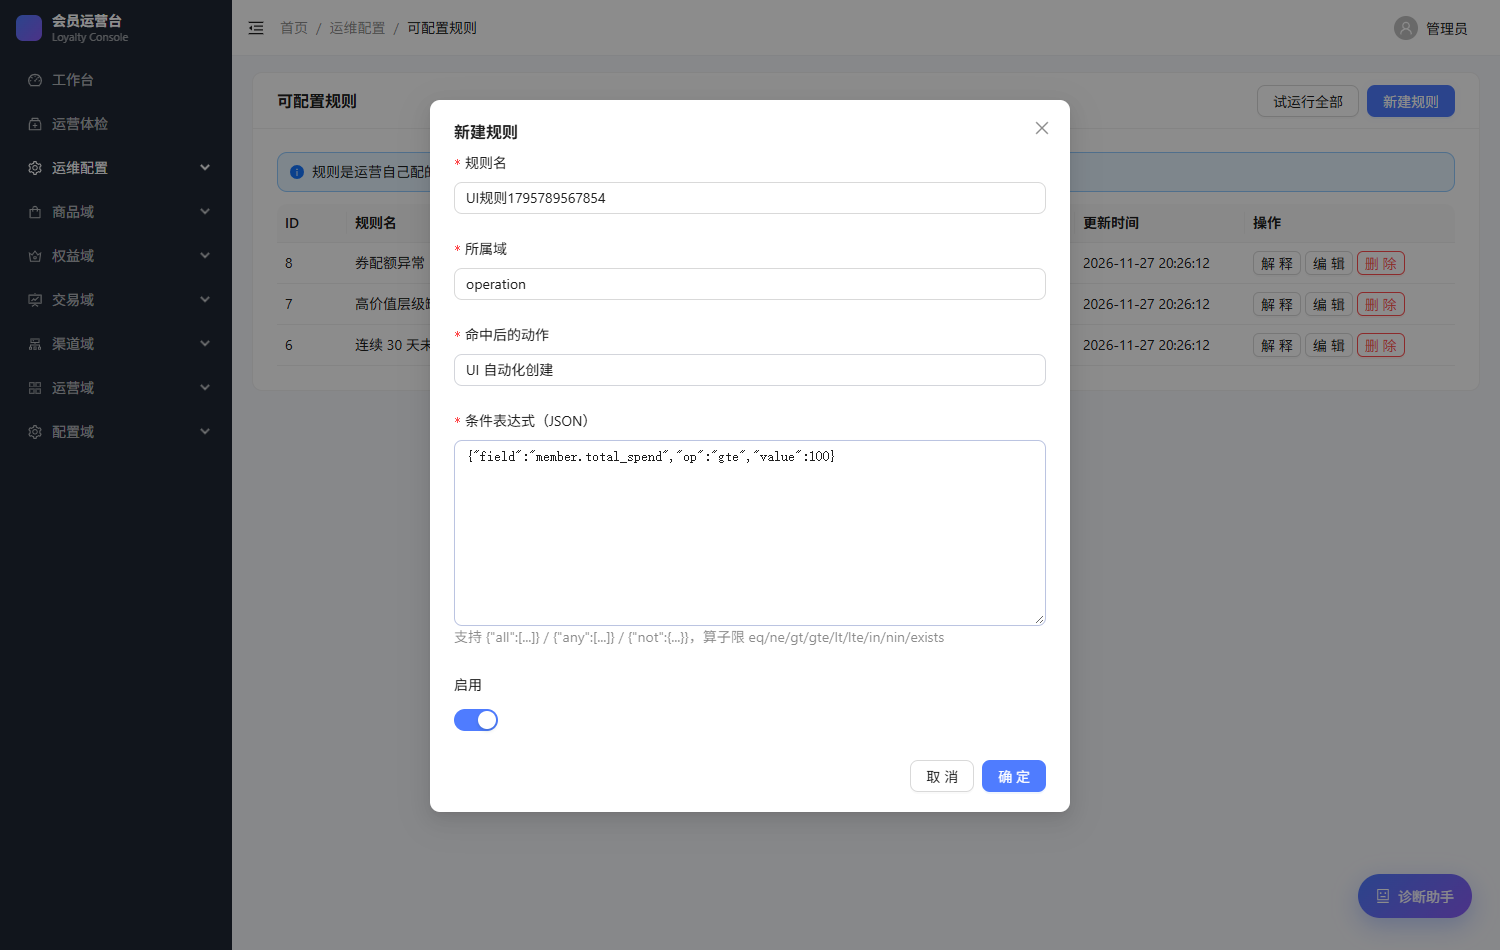 会员运营台
Loyalty Console
工作台
运营体检
运维配置
商品域
权益域
交易域
渠道域
运营域
配置域
首页 / 运维配置 / 可配置规则
管理员
可配置规则
试运行全部
新建规则
规则是运营自己配的
ID 规则名 更新时间 操作
8 券配额异常 2026-11-27 20:26:12 解 释 编 辑 删 除
7 高价值层级 2026-11-27 20:26:12 解 释 编 辑 删 除
6 连续 30 天未 2026-11-27 20:26:12 解 释 编 辑 删 除
新建规则
* 规则名
UI规则1795789567854
* 所属域
operation
* 命中后的动作
UI 自动化创建
* 条件表达式（JSON）
{"field":"member.total_spend","op":"gte","value":100}
支持 {"all":[...]} / {"any":[...]} / {"not":{...}}，算子限 eq/ne/gt/gte/lt/lte/in/nin/exists
启用
取 消
确 定
诊断助手